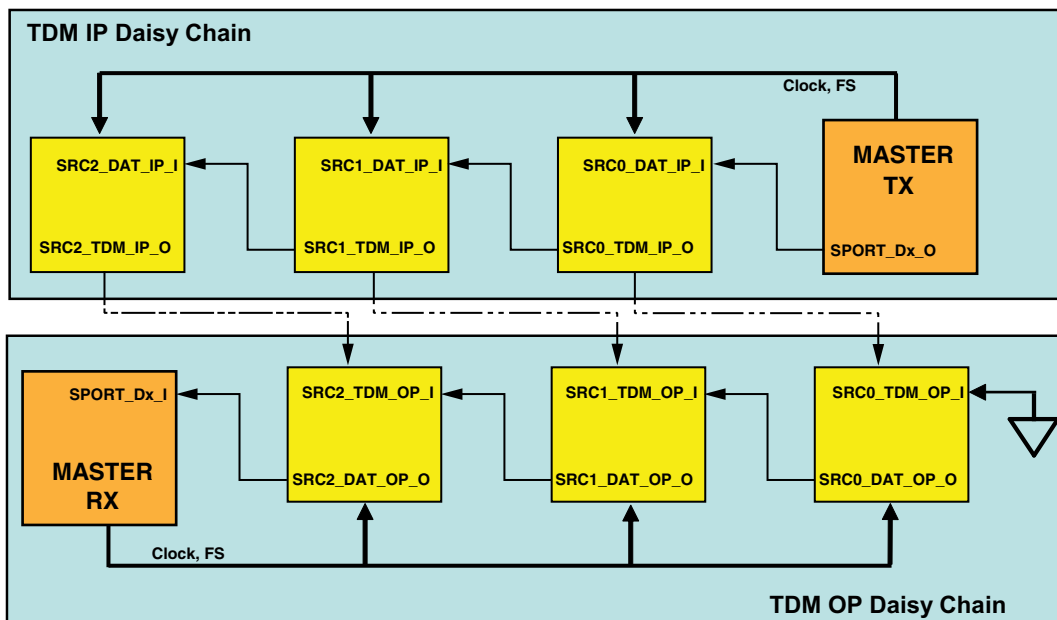 TDM IP Daisy Chain
Clock, FS
SRC2_DAT_IP_I
SRC2_TDM_IP_O
SRC1_DAT_IP_I
SRC1_TDM_IP_O
SRC0_DAT_IP_I
SRC0_TDM_IP_O
MASTER
TX
SPORT_Dx_O
SPORT_Dx_I
MASTER
RX
SRC2_TDM_OP_I
SRC2_DAT_OP_O
SRC1_TDM_OP_I
SRC1_DAT_OP_O
SRC0_TDM_OP_I
SRC0_DAT_OP_O
Clock, FS
TDM OP Daisy Chain